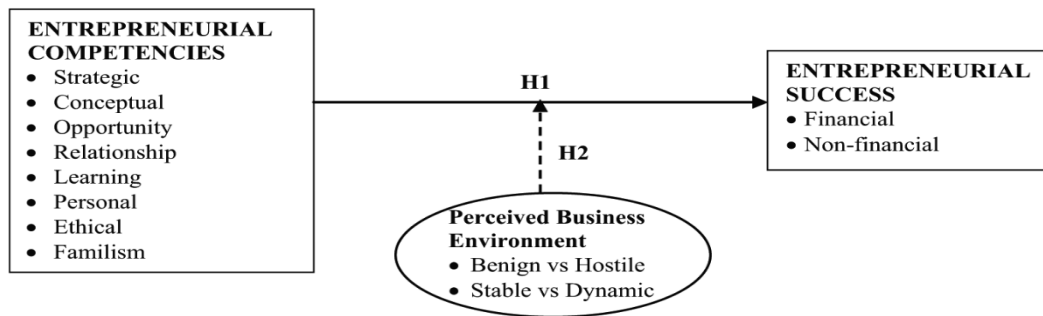 ENTREPRENEURIAL
COMPETENCIES
• Strategic
• Conceptual
• Opportunity
• Relationship
• Learning
• Personal
• Ethical
• Familism
H1
H2
Perceived Business
Environment
• Benign vs Hostile
• Stable vs Dynamic
ENTREPRENEURIAL
SUCCESS
• Financial
• Non-financial